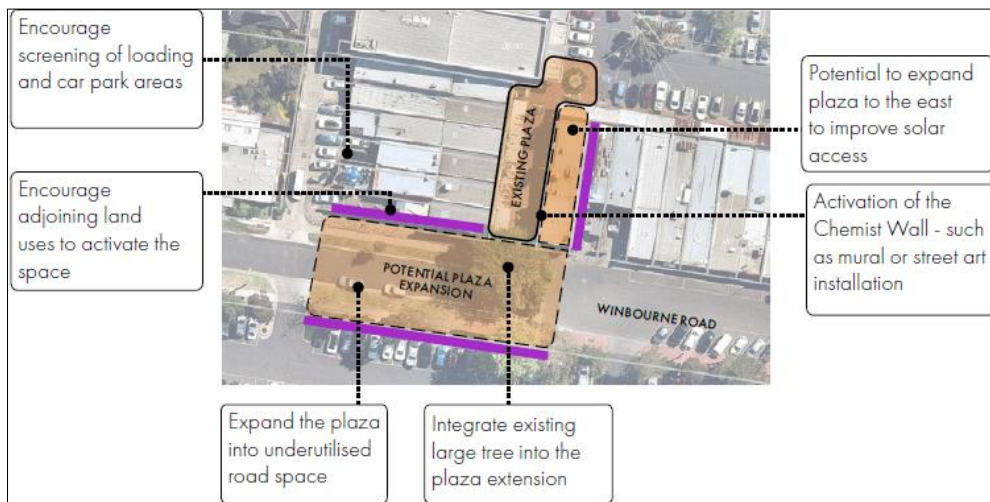 Encourage
screening of loading
and car park areas
Encourage
adjoining land
uses to activate the
space
EXISTING PLAZA
POTENTIAL PLAZA
EXPANSION
WINBOURNE ROAD
Potential to expand
plaza to the east
to improve solar
access
Activation of the
Chemist Wall - such
as mural or street art
installation
Expand the plaza
into underutilised
road space
Integrate existing
large tree into the
plaza extension